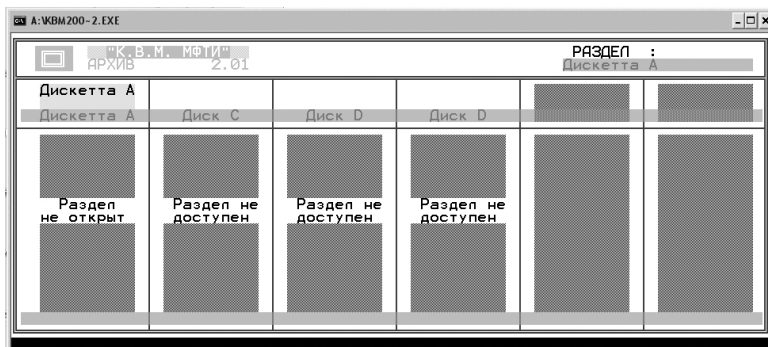 A:\KBM200~2.EXE
"К.В.М. МФТИ"
АРХИВ 2.01
РАЗДЕЛ :
Дискетта A
Дискетта A
Дискетта A Диск C Диск D Диск D
Раздел не открыт
Раздел не доступен
Раздел не доступен
Раздел не доступен